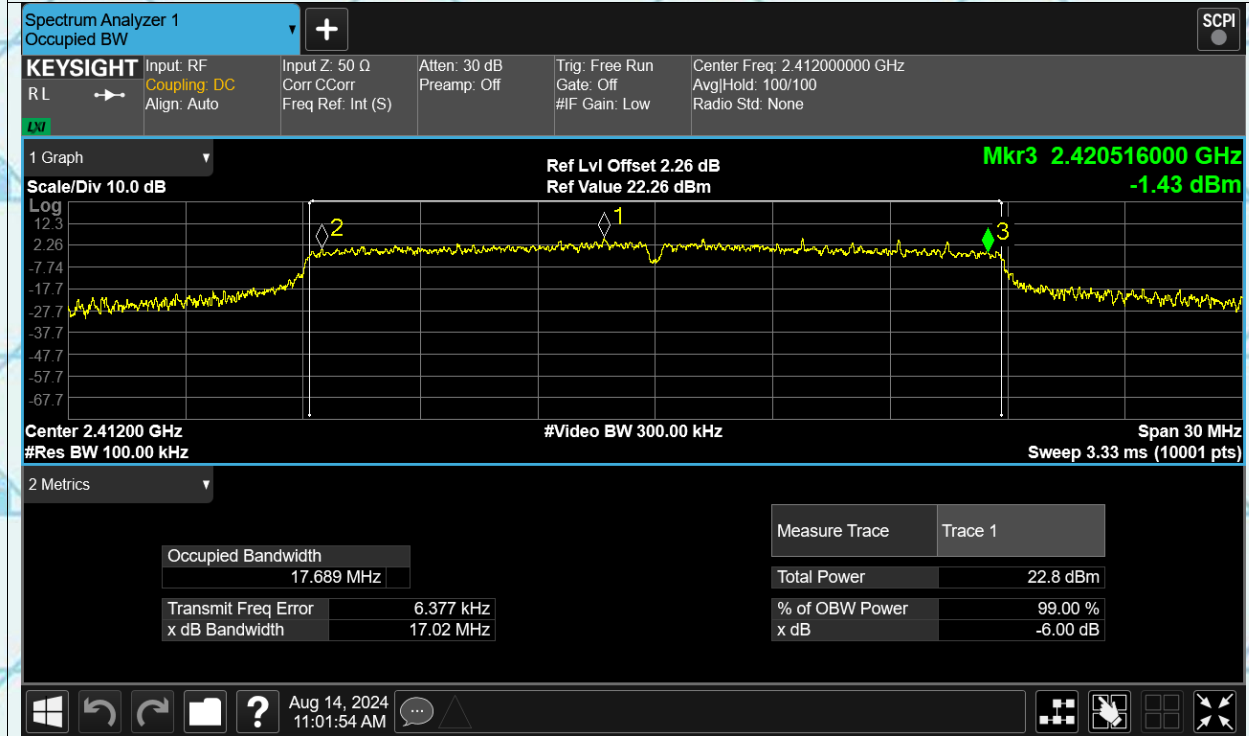 Spectrum Analyzer 1
Occupied BW
+
SCPI
KEYSIGHT
R L
LXI
Input: RF
Coupling: DC
Align: Auto
Input Z: 50 Ω
Corr CCorr
Freq Ref: Int (S)
Atten: 30 dB
Preamp: Off
Trig: Free Run
Gate: Off
#IF Gain: Low
Center Freq: 2.412000000 GHz
Avg|Hold: 100/100
Radio Std: None
1 Graph
Scale/Div 10.0 dB
Ref Lvl Offset 2.26 dB
Ref Value 22.26 dBm
Mkr3 2.420516000 GHz
-1.43 dBm
Log
12.3
2.26
-7.74
-17.7
-27.7
-37.7
-47.7
-57.7
-67.7
2
1
3
Center 2.41200 GHz
#Video BW 300.00 kHz
Span 30 MHz
#Res BW 100.00 kHz
Sweep 3.33 ms (10001 pts)
2 Metrics
Occupied Bandwidth
17.689 MHz
Transmit Freq Error 6.377 kHz
x dB Bandwidth 17.02 MHz
Measure Trace Trace 1
Total Power 22.8 dBm
% of OBW Power 99.00 %
x dB -6.00 dB
?
Aug 14, 2024
11:01:54 AM